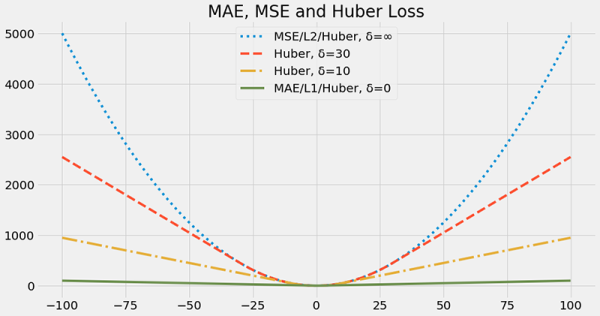 MAE, MSE and Huber Loss
MSE/L2/Huber, δ=∞
Huber, δ=30
Huber, δ=10
MAE/L1/Huber, δ=0
5000
4000
3000
2000
1000
0
−100 −75 −50 −25 0 25 50 75 100